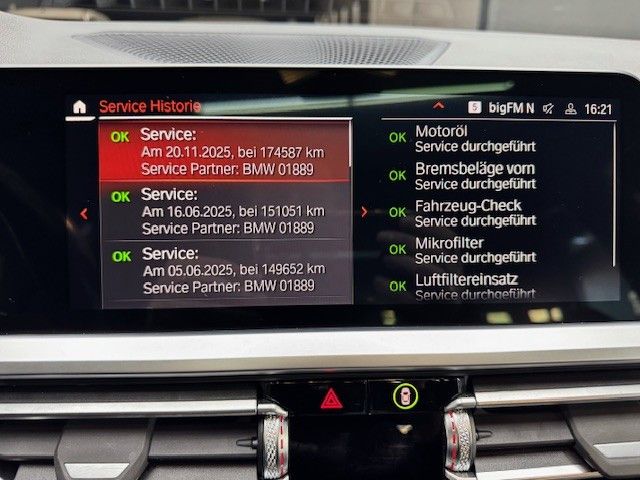 Service Historie
5 bigFM N 16:21
OK Service:
Am 20.11.2025, bei 174587 km
Service Partner: BMW 01889
OK Service:
Am 16.06.2025, bei 151051 km
Service Partner: BMW 01889
OK Service:
Am 05.06.2025, bei 149652 km
Service Partner: BMW 01889
OK Motoröl
Service durchgeführt
OK Bremsbeläge vorn
Service durchgeführt
OK Fahrzeug-Check
Service durchgeführt
OK Mikrofilter
Service durchgeführt
OK Luftfiltereinsatz
Service durchgeführt